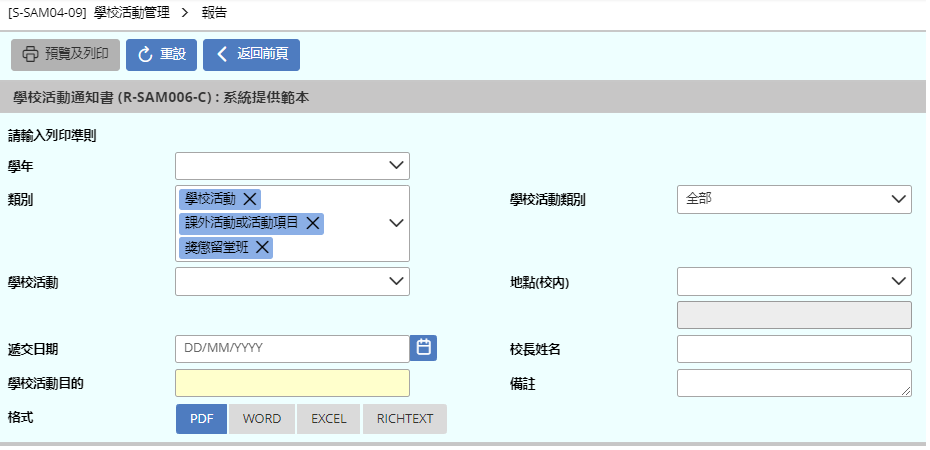 [S-SAM04-09] 學校活動管理 > 報告
預覽及列印 重設 返回前頁
學校活動通知書 (R-SAM006-C) : 系統提供範本
請輸入列印準則
學年
類別 學校活動 學校活動類別 全部
課外活動或活動項目
獎懲留堂班
學校活動 地點(校內)
遞交日期 DD/MM/YYYY 校長姓名
學校活動目的 備註
格式 PDF WORD EXCEL RICHTEXT